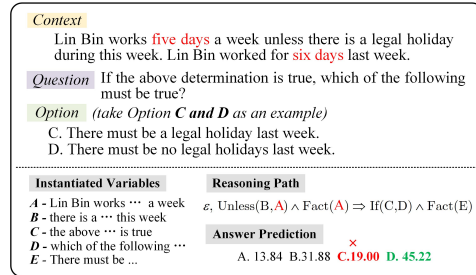 Context
Lin Bin works five days a week unless there is a legal holiday
during this week. Lin Bin worked for six days last week.
Question If the above determination is true, which of the following
must be true?
Option (take Option C and D as an example)
C. There must be a legal holiday last week.
D. There must be no legal holidays last week.
Instantiated Variables
A - Lin Bin works ··· a week
B - there is a ··· this week
C - the above ··· is true
D - which of the following ···
E - There must be ...
Reasoning Path
ε, Unless(B,A) ∧ Fact(A) ⇒ If(C,D) ∧ Fact(E)
Answer Prediction
×
A. 13.84 B.31.88 C.19.00 D. 45.22